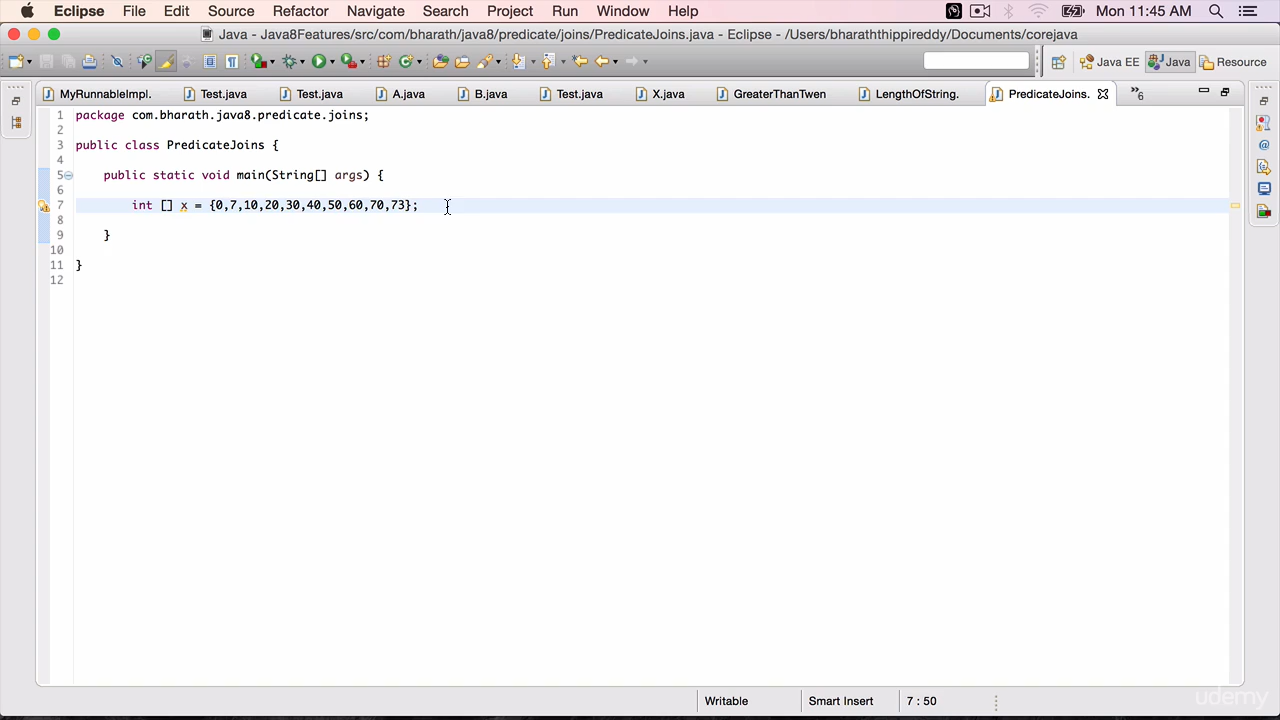 Eclipse File Edit Source Refactor Navigate Search Project Run Window Help Mon 11:45 AM
Java - Java8Features/src/com/bharath/java8/predicate/joins/PredicateJoins.java - Eclipse - /Users/bharaththippireddy/Documents/corejava
Java EE Java Resource
MyRunnableImpl. Test.java Test.java A.java B.java Test.java X.java GreaterThanTwen LengthOfString. PredicateJoins. »6
1 package com.bharath.java8.predicate.joins;
2
3 public class PredicateJoins {
4
5 public static void main(String[] args) {
6
7 int [] x = {0,7,10,20,30,40,50,60,70,73};
8
9 }
10
11 }
12
Writable Smart Insert 7 : 50
udemy